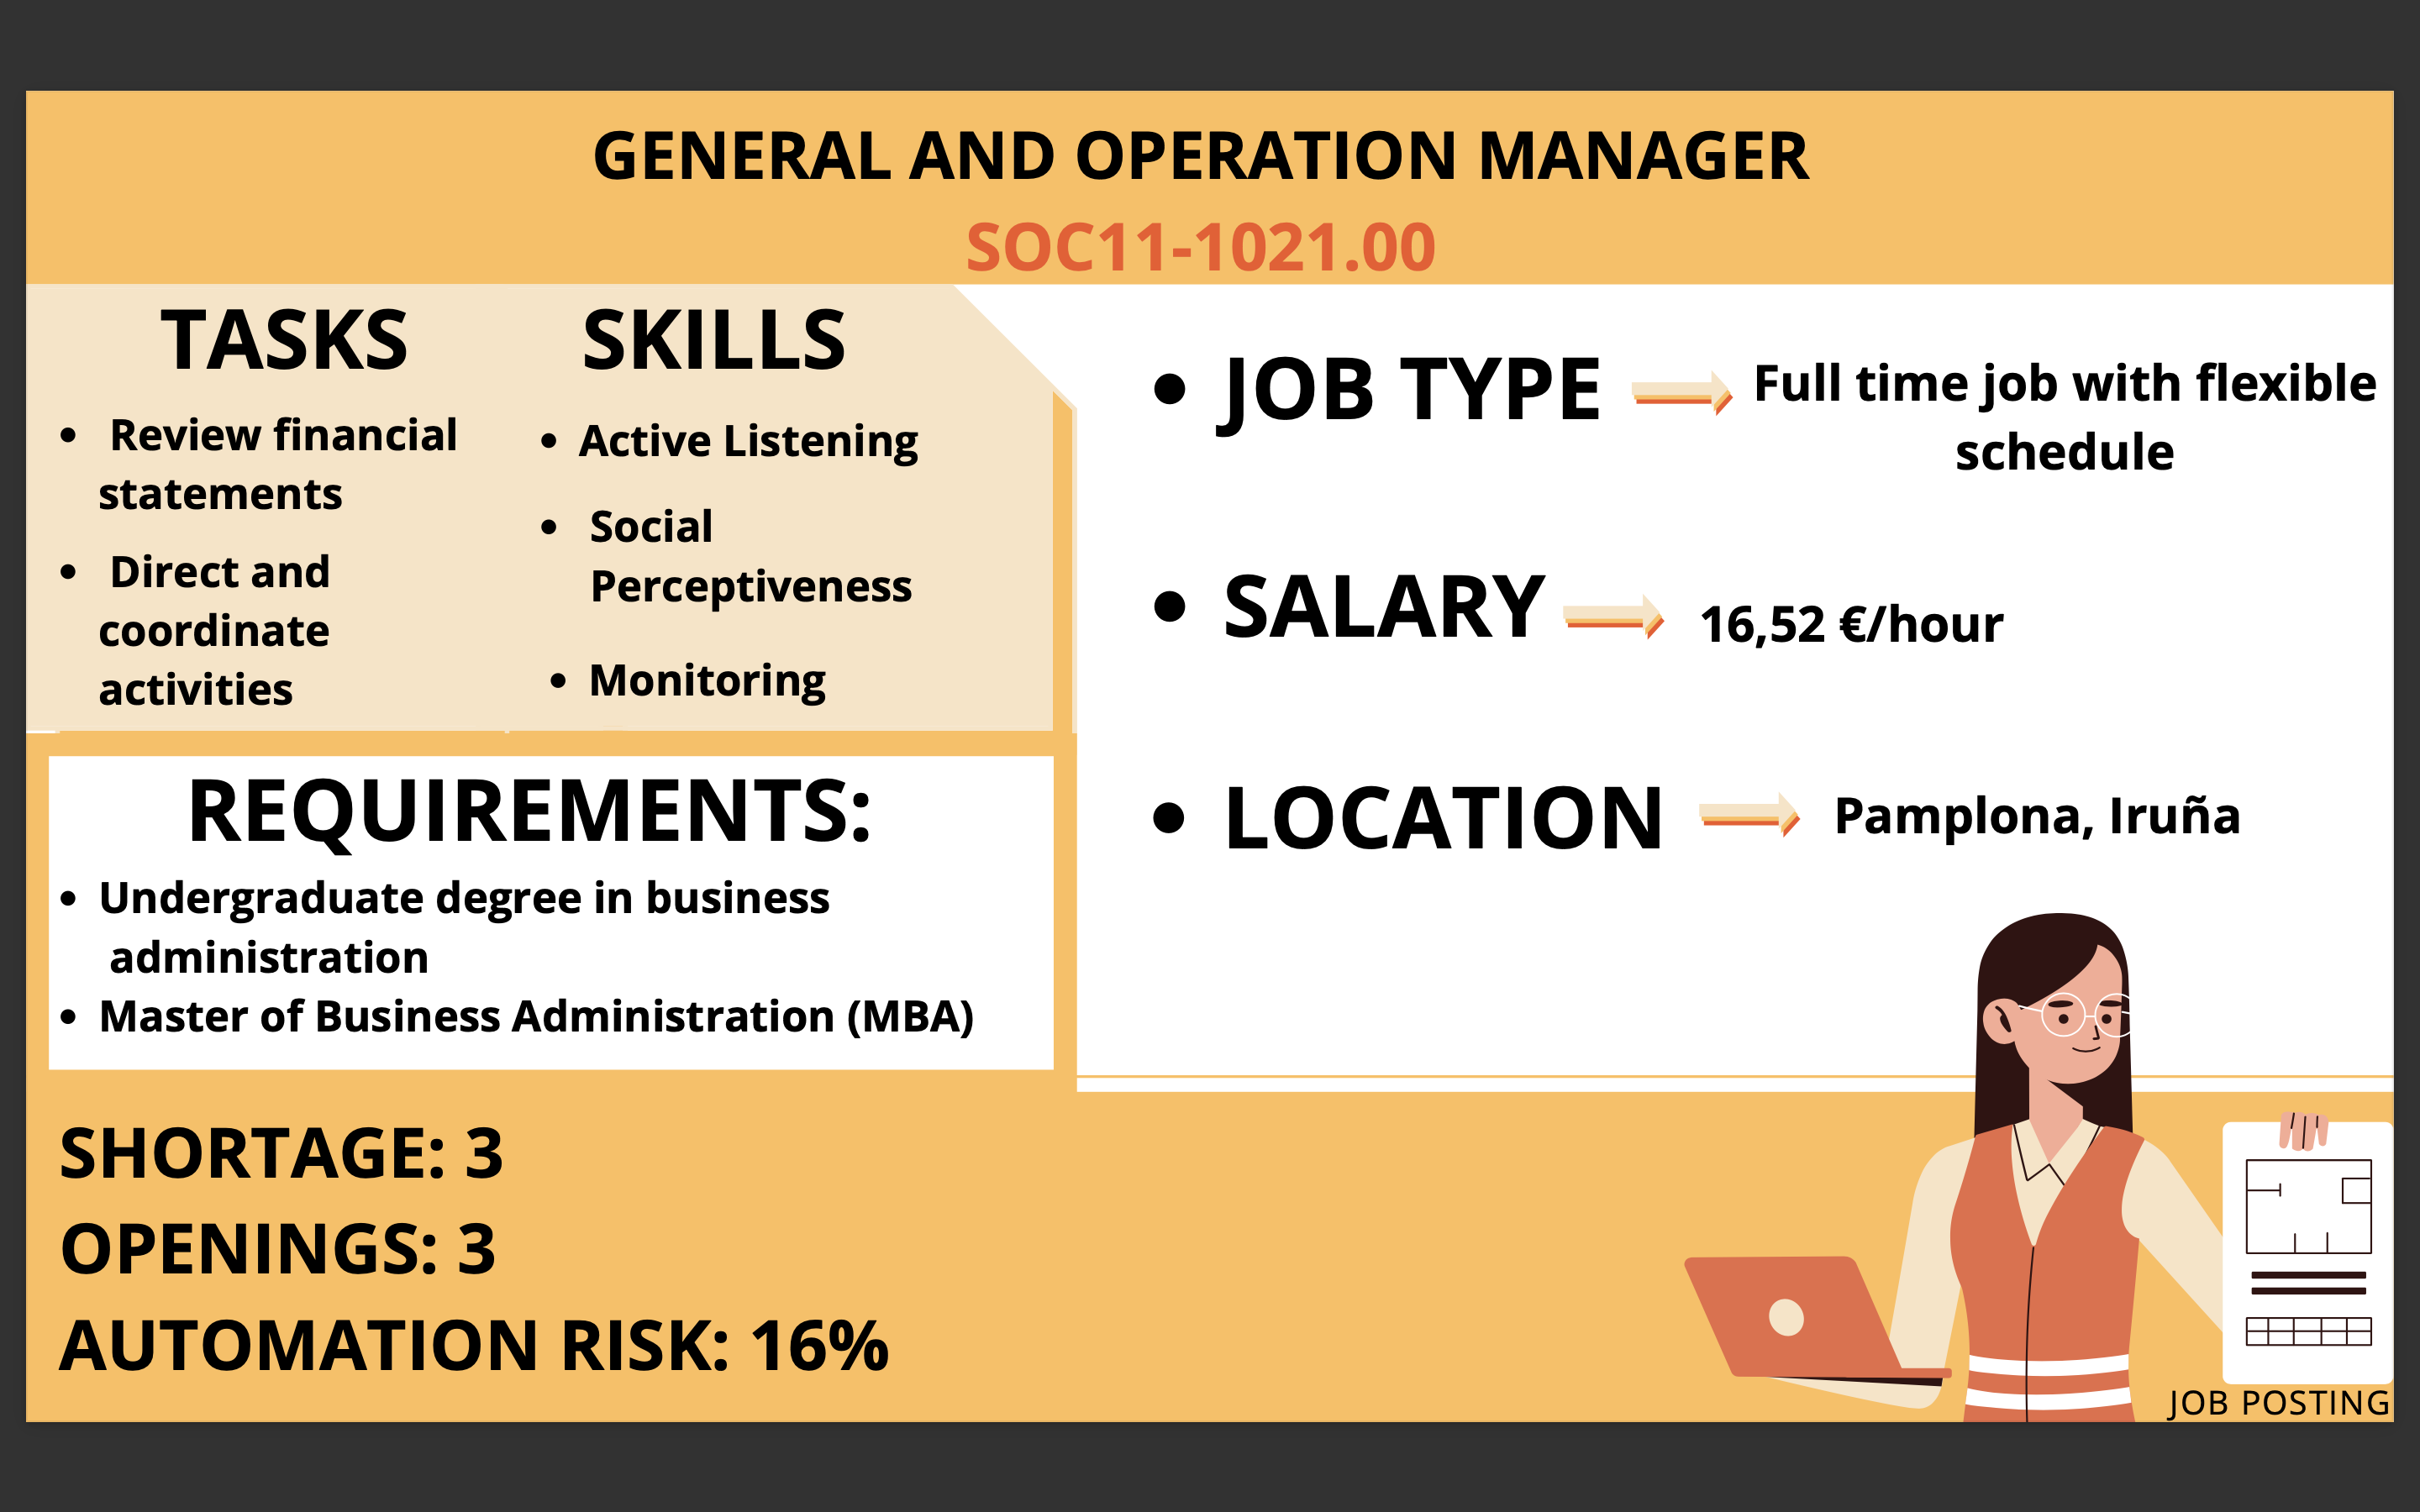 GENERAL AND OPERATION MANAGER
SOC11-1021.00
TASKS
• Review financial
statements
• Direct and
coordinate
activities
SKILLS
• Active Listening
• Social
Perceptiveness
• Monitoring
REQUIREMENTS:
• Undergraduate degree in business
administration
• Master of Business Administration (MBA)
SHORTAGE: 3
OPENINGS: 3
AUTOMATION RISK: 16%
• JOB TYPE
Full time job with flexible
schedule
• SALARY
16,52 €/hour
• LOCATION
Pamplona, Iruña
JOB POSTING